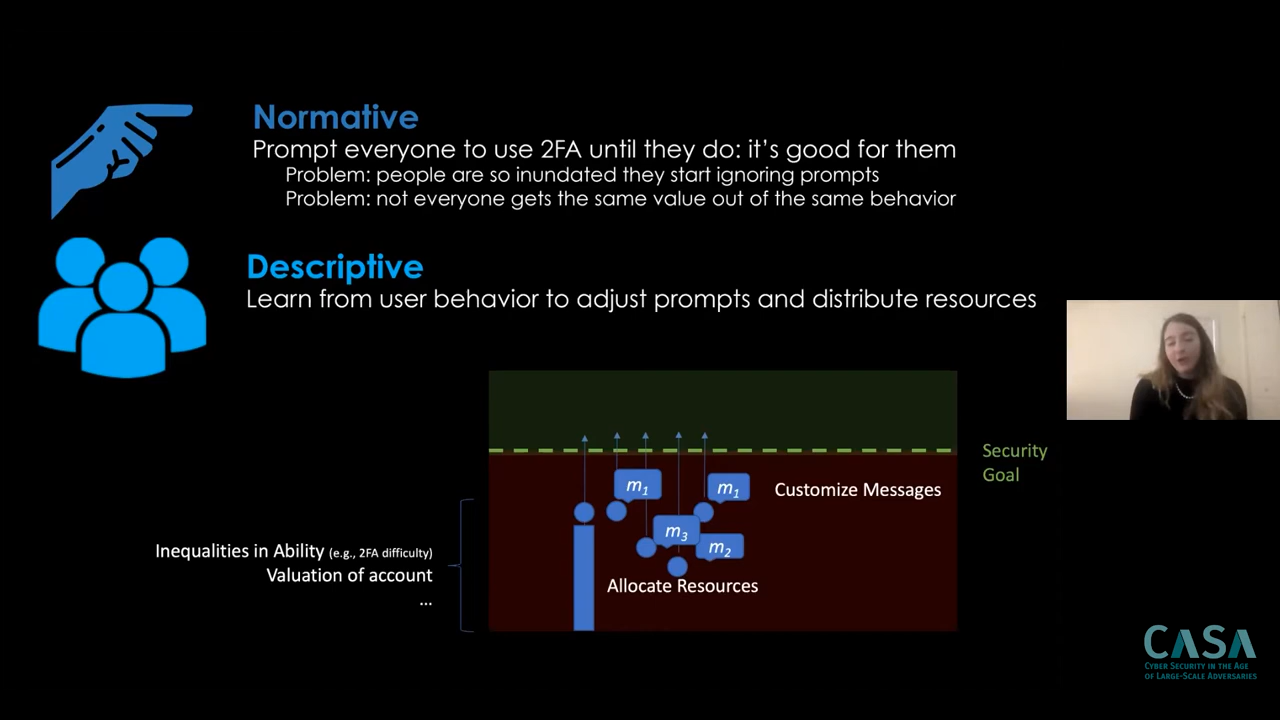 Normative
Prompt everyone to use 2FA until they do: it's good for them
Problem: people are so inundated they start ignoring prompts
Problem: not everyone gets the same value out of the same behavior
Descriptive
Learn from user behavior to adjust prompts and distribute resources
Security
Goal
m1
m1
Customize Messages
m3
m2
Inequalities in Ability (e.g., 2FA difficulty)
Valuation of account
...
Allocate Resources
CASA
CYBER SECURITY IN THE AGE
OF LARGE-SCALE ADVERSARIES